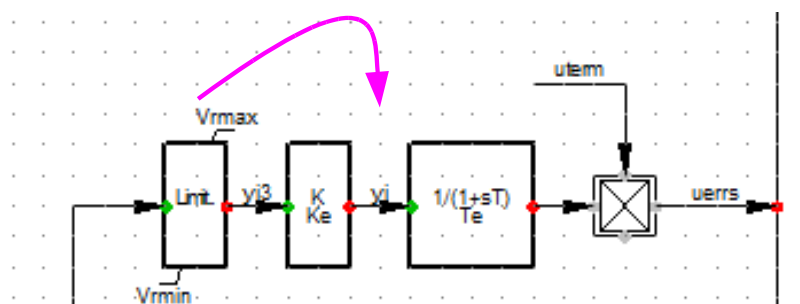 uterm
Vrmax
Limit.
yi3
K
Ke
yi
1/(1+sT)
Te
uerrs
Vrmin